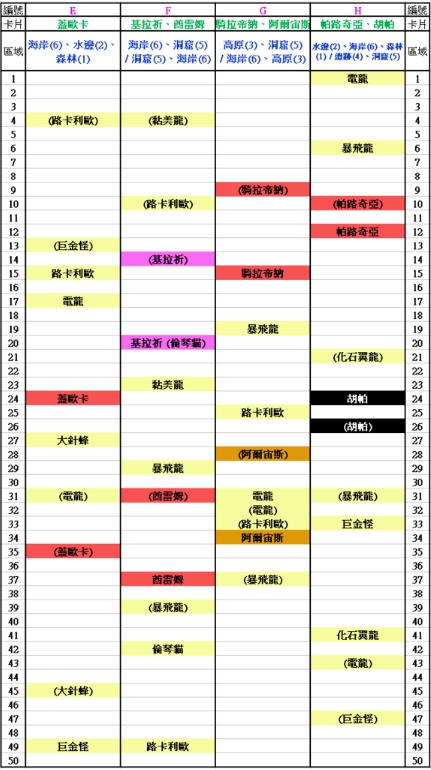 編號 E F G H 編號
卡片 蓋歐卡 基拉祈、酋雷姆 騎拉帝納、阿爾宙斯 帕路奇亞、胡帕 卡片
區域 海岸(6)、水邊(2)、森林(1) 海岸(6)、洞窟(5) / 洞窟(5)、海岸(6) 高原(3)、洞窟(5) / 海岸(6)、高原(3) 水邊(2)、海岸(6)、森林(1) / 遺跡(4)、洞窟(5) 區域
1 電龍 1
2 2
3 3
4 (路卡利歐) (黏美龍) 4
5 5
6 暴飛龍 6
7 7
8 8
9 (騎拉帝納) 9
10 (路卡利歐) (帕路奇亞) 10
11 11
12 帕路奇亞 12
13 (巨金怪) 13
14 (基拉祈) 14
15 路卡利歐 騎拉帝納 15
16 16
17 電龍 17
18 18
19 暴飛龍 19
20 基拉祈 (倫琴貓) 20
21 (化石翼龍) 21
22 22
23 黏美龍 23
24 蓋歐卡 胡帕 24
25 路卡利歐 25
26 (胡帕) 26
27 大針蜂 27
28 (阿爾宙斯) 28
29 暴飛龍 29
30 30
31 (電龍) (酋雷姆) 電龍 (暴飛龍) 31
32 (電龍) 32
33 (路卡利歐) 巨金怪 33
34 阿爾宙斯 34
35 (蓋歐卡) 35
36 36
37 酋雷姆 (暴飛龍) 37
38 38
39 (暴飛龍) 39
40 40
41 化石翼龍 41
42 倫琴貓 42
43 (電龍) 43
44 44
45 (大針蜂) 45
46 46
47 (巨金怪) 47
48 48
49 巨金怪 路卡利歐 49
50 50